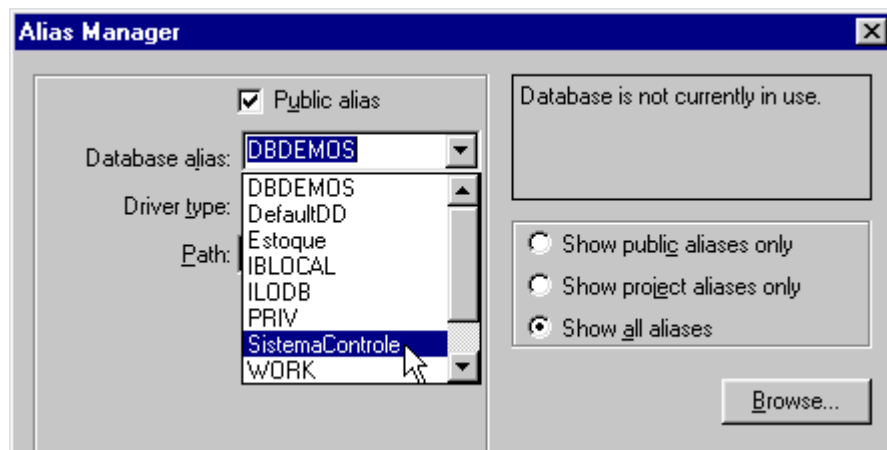 Alias Manager
Public alias
Database alias: DBDEMOS
DBDEMOS
Driver type:
DefaultDD
Estoque
Path:
IBLOCAL
ILODB
PRIV
SistemaControle
WORK
Database is not currently in use.
Show public aliases only
Show project aliases only
Show all aliases
Browse...